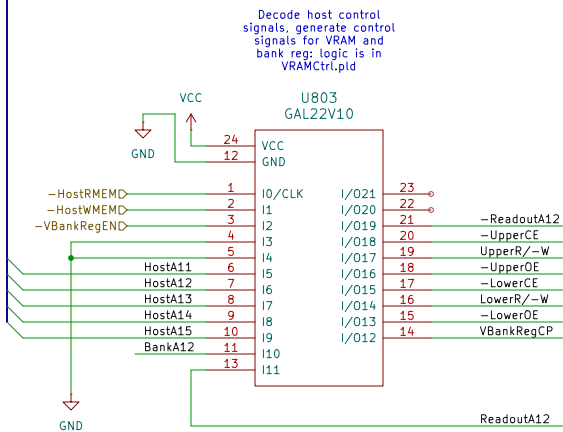 Decode host control
signals, generate control
signals for VRAM and
bank reg: logic is in
VRAMCtrl.pld
VCC
U803
GAL22V10
GND
24 VCC
12 GND
-HostRMEM 1 I0/CLK I/O21 23
-HostWMEM 2 I1 I/O20 22
-VBankRegEN 3 I2 I/O19 21 -ReadoutA12
4 I3 I/O18 20 -UpperCE
5 I4 I/O17 19 UpperR/-W
HostA11 6 I5 I/O16 18 -UpperOE
HostA12 7 I6 I/O15 17 -LowerCE
HostA13 8 I7 I/O14 16 LowerR/-W
HostA14 9 I8 I/O13 15 -LowerOE
HostA15 10 I9 I/O12 14 VBankRegCP
BankA12 11 I10
13 I11
GND
ReadoutA12